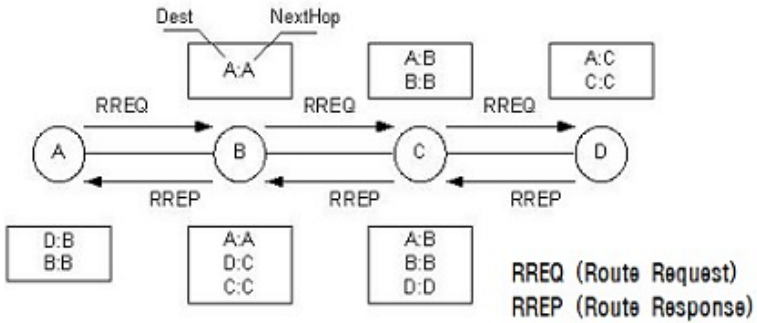 Dest NextHop
A:A
A:B
B:B
A:C
C:C
RREQ RREQ RREQ
A B C D
RREP RREP RREP
D:B
B:B
A:A
D:C
C:C
A:B
B:B
D:D
RREQ (Route Request)
RREP (Route Response)